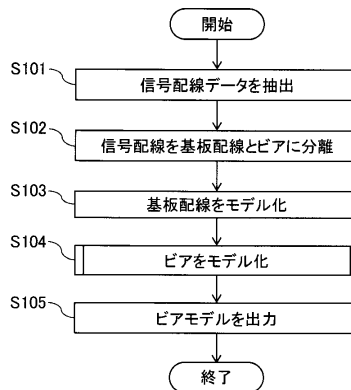 開始
S101
信号配線データを抽出
S102
信号配線を基板配線とビアに分離
S103
基板配線をモデル化
S104
ビアをモデル化
S105
ビアモデルを出力
終了